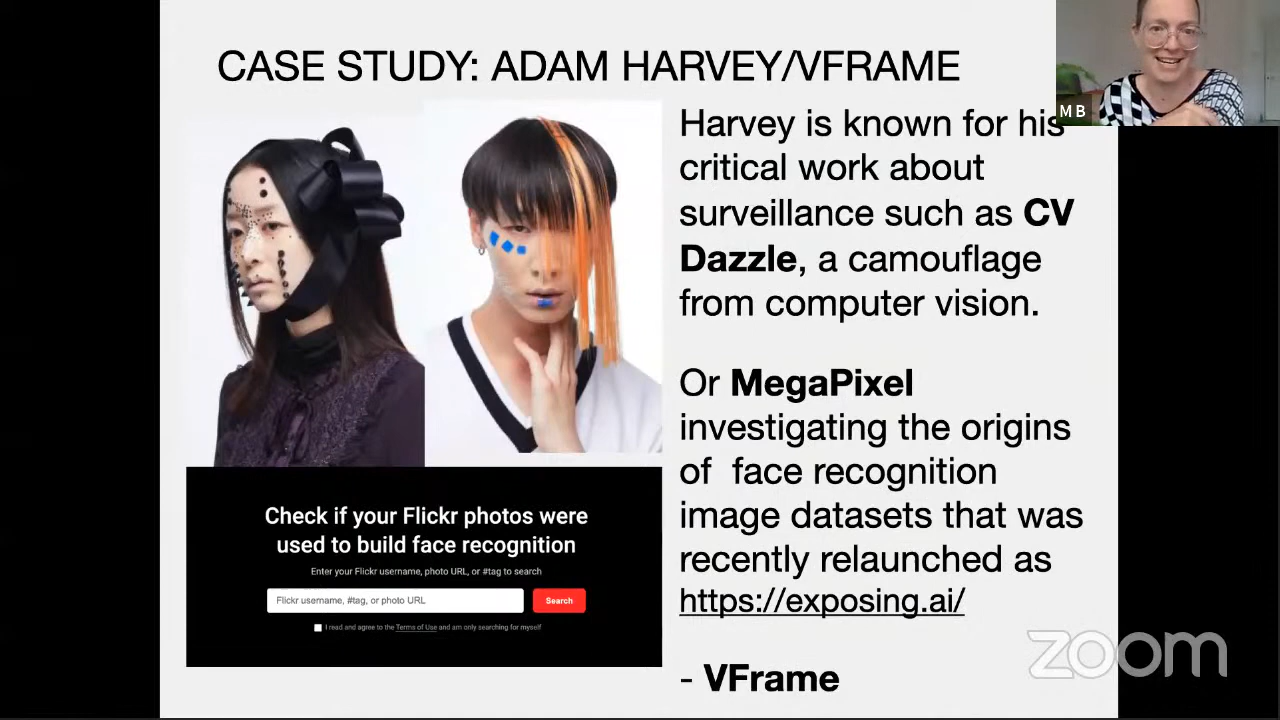 CASE STUDY: ADAM HARVEY/VFRAME
MB
Harvey is known for his
critical work about
surveillance such as CV
Dazzle, a camouflage
from computer vision.
Or MegaPixel
investigating the origins
of  face recognition
image datasets that was
recently relaunched as
https://exposing.ai/
- VFrame
Check if your Flickr photos were
used to build face recognition
Enter your Flickr username, photo URL, or #tag to search
Flickr username, #tag, or photo URL
Search
I read and agree to the Terms of Use and am only searching for myself
zoom